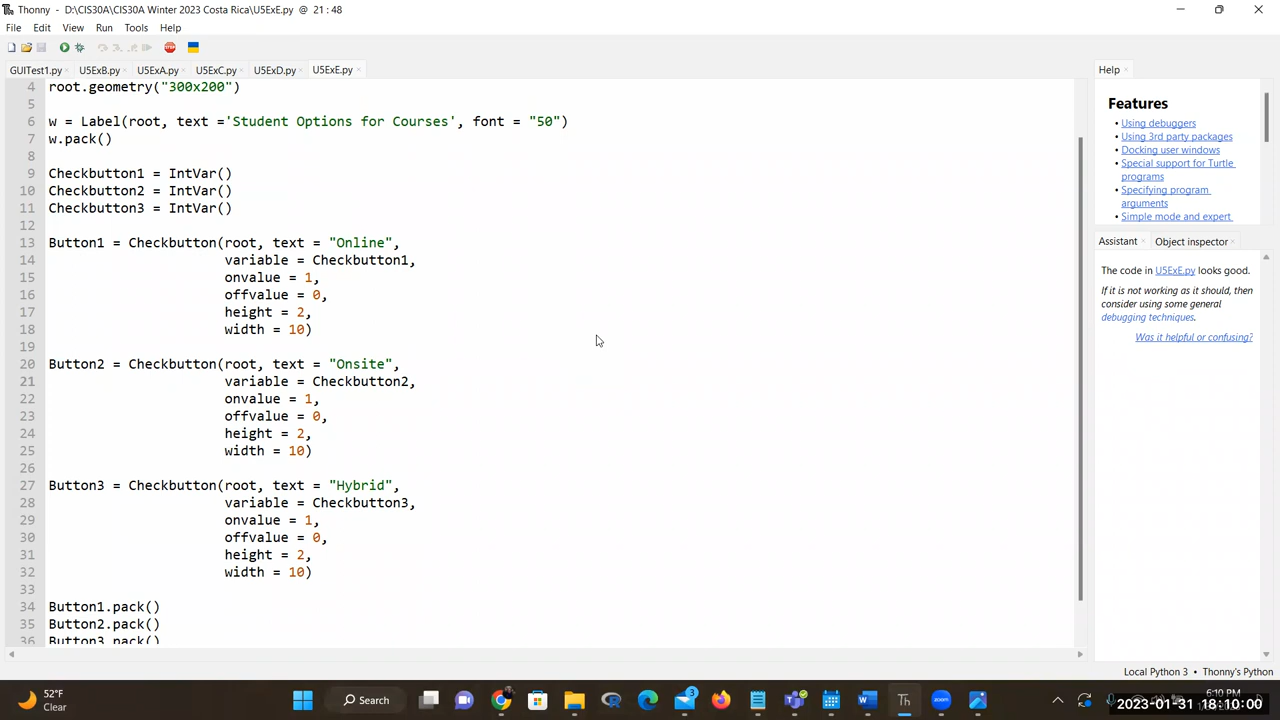 Thonny - D:\CIS30A\CIS30A Winter 2023 Costa Rica\U5ExE.py @ 21 : 48
File Edit View Run Tools Help
GUITest1.py × U5ExB.py × U5ExA.py × U5ExC.py × U5ExD.py × U5ExE.py ×
4 root.geometry("300x200")
5
6 w = Label(root, text ='Student Options for Courses', font = "50")
7 w.pack()
8
9 Checkbutton1 = IntVar()
10 Checkbutton2 = IntVar()
11 Checkbutton3 = IntVar()
12
13 Button1 = Checkbutton(root, text = "Online",
14 variable = Checkbutton1,
15 onvalue = 1,
16 offvalue = 0,
17 height = 2,
18 width = 10)
19
20 Button2 = Checkbutton(root, text = "Onsite",
21 variable = Checkbutton2,
22 onvalue = 1,
23 offvalue = 0,
24 height = 2,
25 width = 10)
26
27 Button3 = Checkbutton(root, text = "Hybrid",
28 variable = Checkbutton3,
29 onvalue = 1,
30 offvalue = 0,
31 height = 2,
32 width = 10)
33
34 Button1.pack()
35 Button2.pack()
36 Button3.pack()
Help ×
Features
• Using debuggers
• Using 3rd party packages
• Docking user windows
• Special support for Turtle
programs
• Specifying program
arguments
• Simple mode and expert
Assistant × Object inspector ×
The code in U5ExE.py looks good.
If it is not working as it should, then
consider using some general
debugging techniques.
Was it helpful or confusing?
Local Python 3 • Thonny's Python
52°F
Clear
Search
3
Th
zoom
6:10 PM
2023-01-31 18:10:00